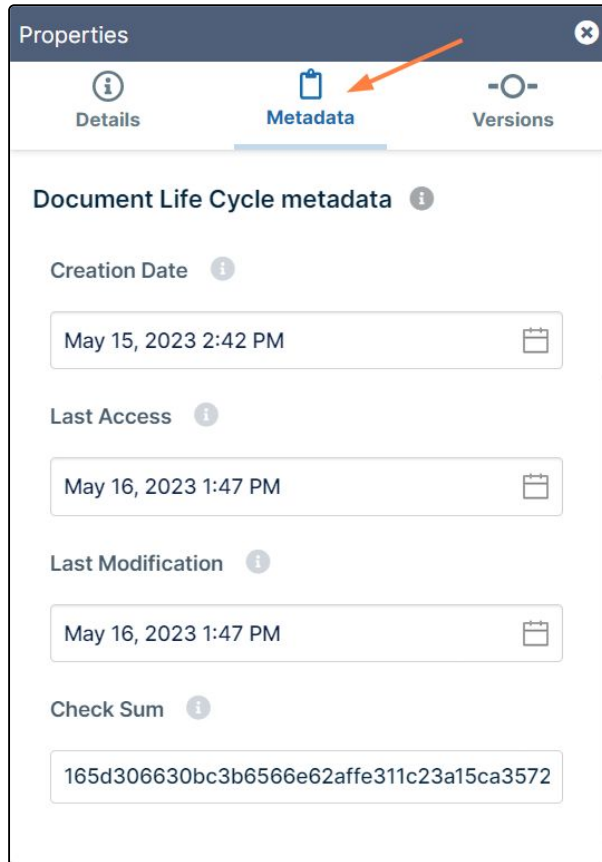 Properties
Details Metadata Versions
Document Life Cycle metadata
Creation Date
May 15, 2023 2:42 PM
Last Access
May 16, 2023 1:47 PM
Last Modification
May 16, 2023 1:47 PM
Check Sum
165d306630bc3b6566e62affe311c23a15ca3572